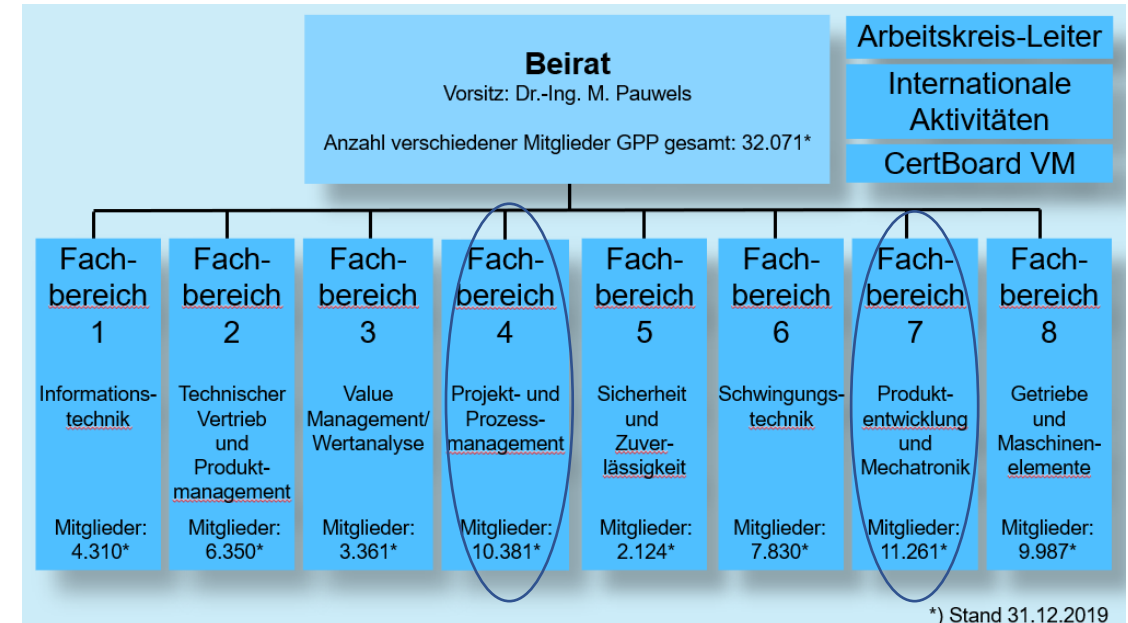 Beirat
Vorsitz: Dr.-Ing. M. Pauwels
Anzahl verschiedener Mitglieder GPP gesamt: 32.071*
Arbeitskreis-Leiter
Internationale
Aktivitäten
CertBoard VM
Fach-
bereich
1
Informations-
technik
Mitglieder:
4.310*
Fach-
bereich
2
Technischer
Vertrieb
und
Produkt-
management
Mitglieder:
6.350*
Fach-
bereich
3
Value
Management/
Wertanalyse
Mitglieder:
3.361*
Fach-
bereich
4
Projekt- und
Prozess-
management
Mitglieder:
10.381*
Fach-
bereich
5
Sicherheit
und
Zuver-
lässigkeit
Mitglieder:
2.124*
Fach-
bereich
6
Schwingungs-
technik
Mitglieder:
7.830*
Fach-
bereich
7
Produkt-
entwicklung
und
Mechatronik
Mitglieder:
11.261*
Fach-
bereich
8
Getriebe
und
Maschinen-
elemente
Mitglieder:
9.987*
*) Stand 31.12.2019